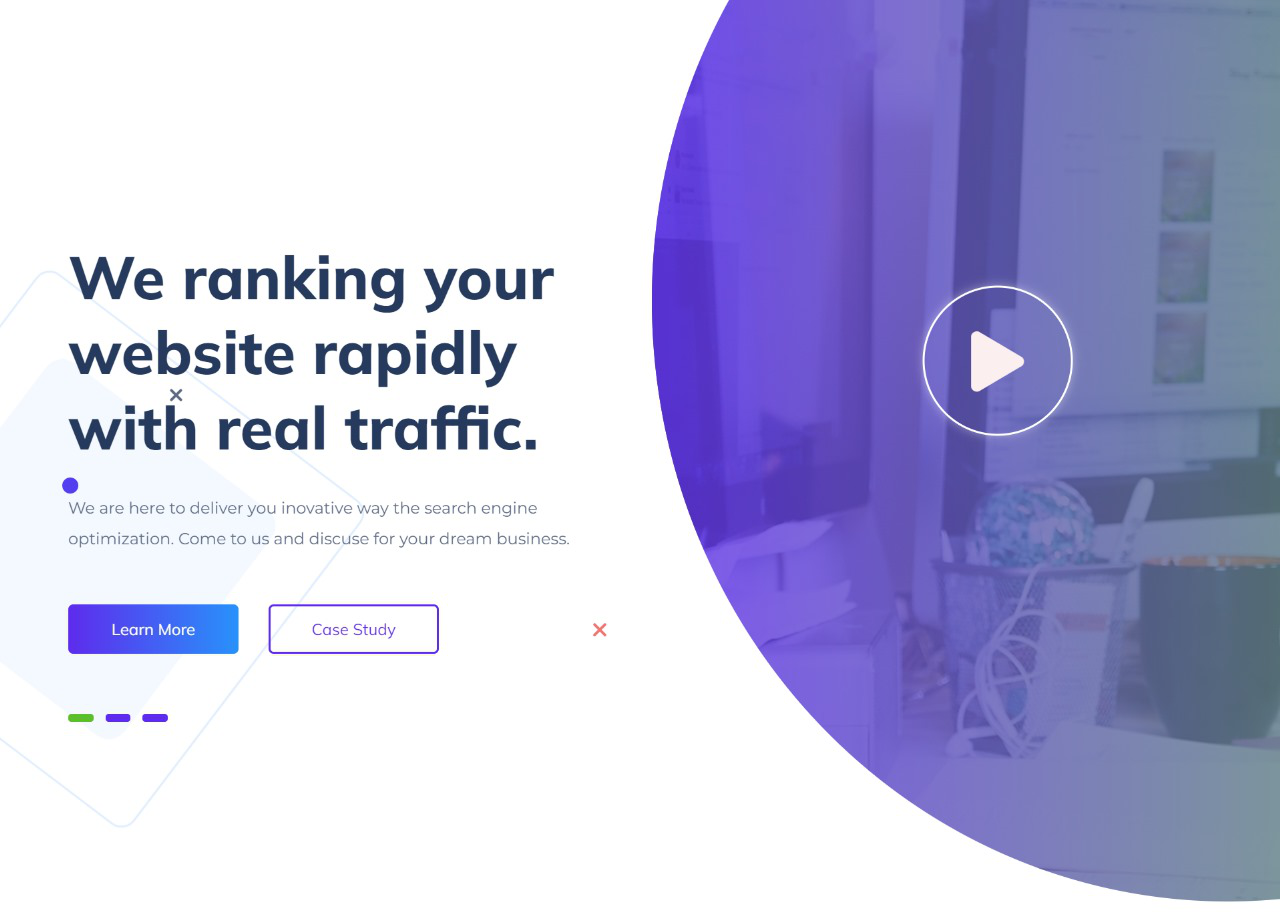 We ranking your
website rapidly
with real traffic.
We are here to deliver you inovative way the search engine
optimization. Come to us and discuse for your dream business.
Learn More
Case Study